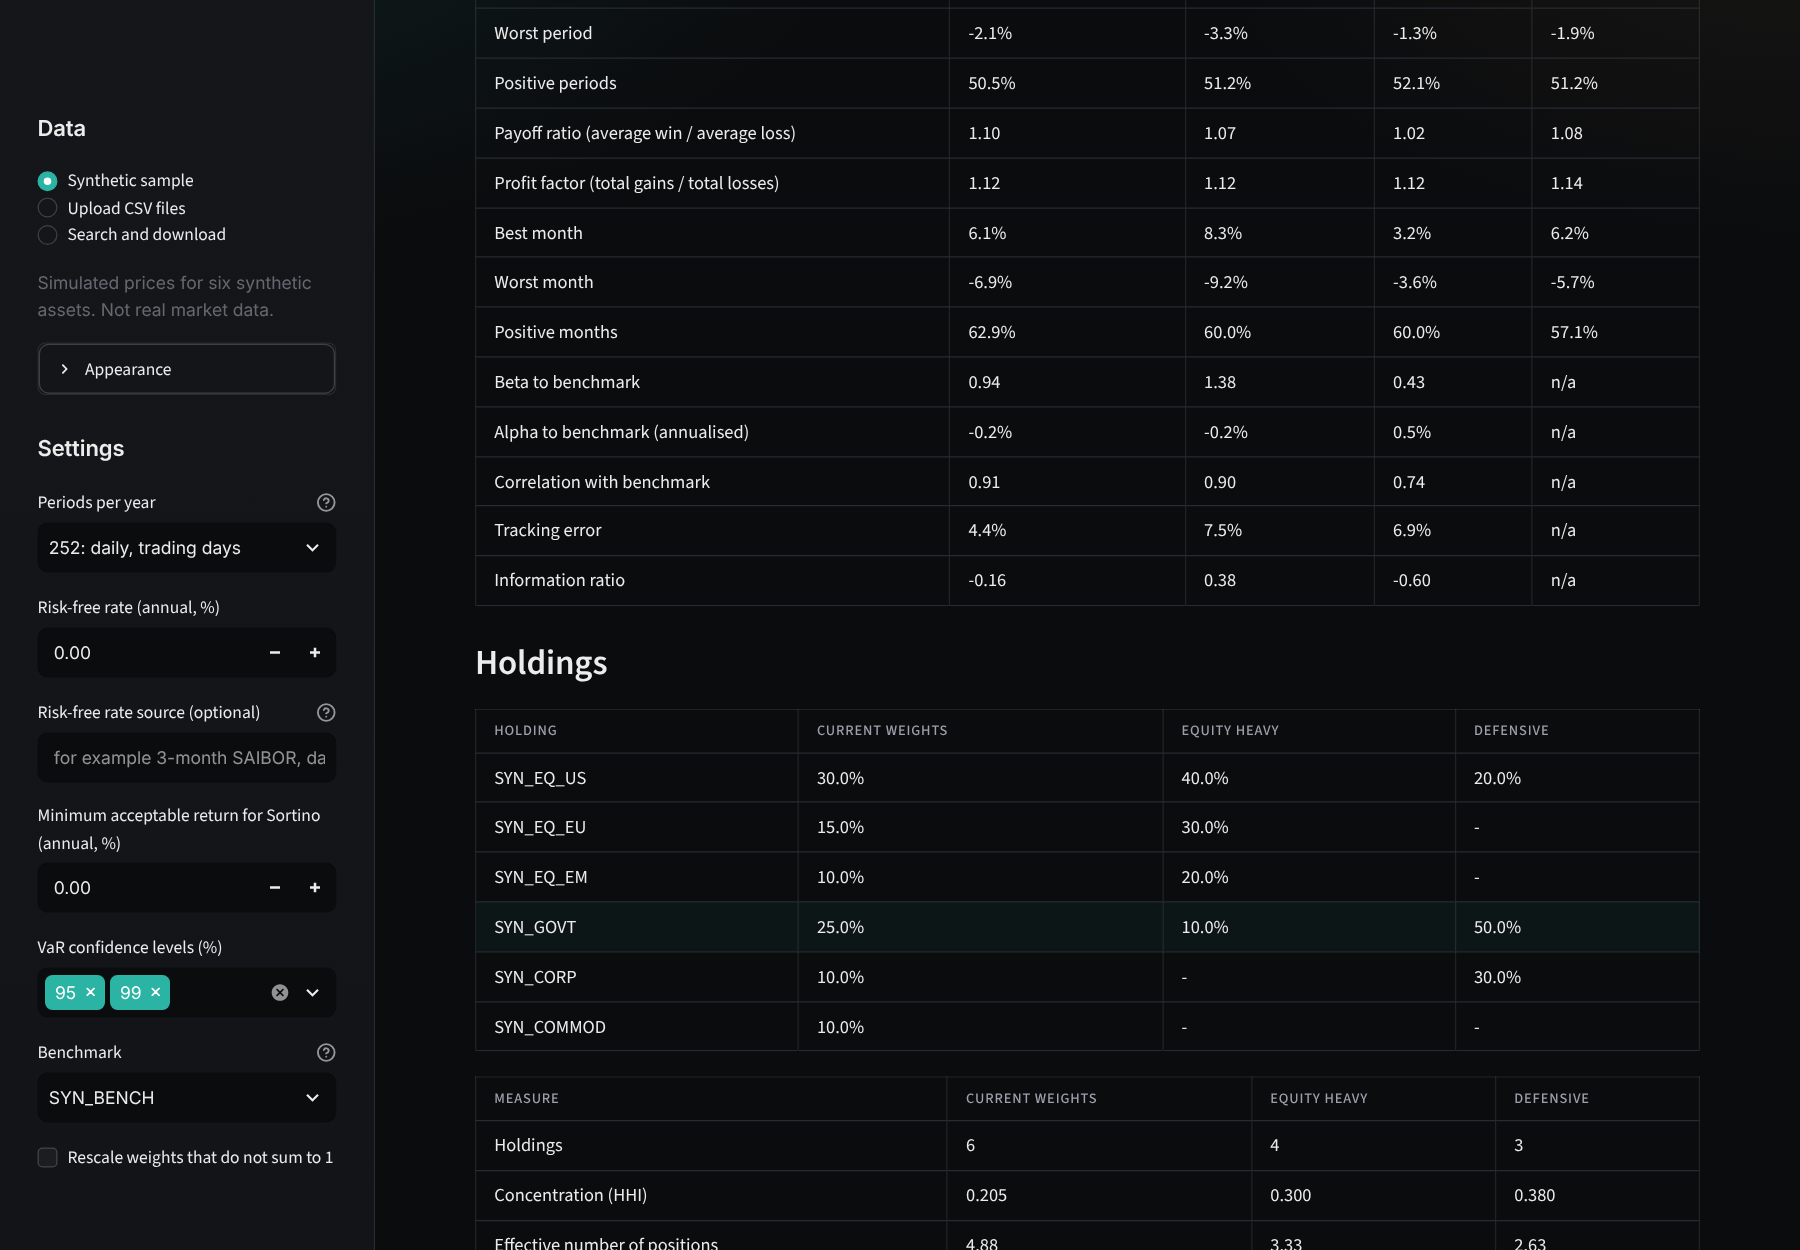 Data
Synthetic sample
Upload CSV files
Search and download
Simulated prices for six synthetic
assets. Not real market data.
Appearance
Settings
Periods per year
252: daily, trading days
Risk-free rate (annual, %)
0.00
Risk-free rate source (optional)
for example 3-month SAIBOR, da
Minimum acceptable return for Sortino
(annual, %)
0.00
VaR confidence levels (%)
95 99
Benchmark
SYN_BENCH
Rescale weights that do not sum to 1
Worst period -2.1% -3.3% -1.3% -1.9%
Positive periods 50.5% 51.2% 52.1% 51.2%
Payoff ratio (average win / average loss) 1.10 1.07 1.02 1.08
Profit factor (total gains / total losses) 1.12 1.12 1.12 1.14
Best month 6.1% 8.3% 3.2% 6.2%
Worst month -6.9% -9.2% -3.6% -5.7%
Positive months 62.9% 60.0% 60.0% 57.1%
Beta to benchmark 0.94 1.38 0.43 n/a
Alpha to benchmark (annualised) -0.2% -0.2% 0.5% n/a
Correlation with benchmark 0.91 0.90 0.74 n/a
Tracking error 4.4% 7.5% 6.9% n/a
Information ratio -0.16 0.38 -0.60 n/a
Holdings
HOLDING CURRENT WEIGHTS EQUITY HEAVY DEFENSIVE
SYN_EQ_US 30.0% 40.0% 20.0%
SYN_EQ_EU 15.0% 30.0% -
SYN_EQ_EM 10.0% 20.0% -
SYN_GOVT 25.0% 10.0% 50.0%
SYN_CORP 10.0% - 30.0%
SYN_COMMOD 10.0% - -
MEASURE CURRENT WEIGHTS EQUITY HEAVY DEFENSIVE
Holdings 6 4 3
Concentration (HHI) 0.205 0.300 0.380
Effective number of positions 4.88 3.33 2.63